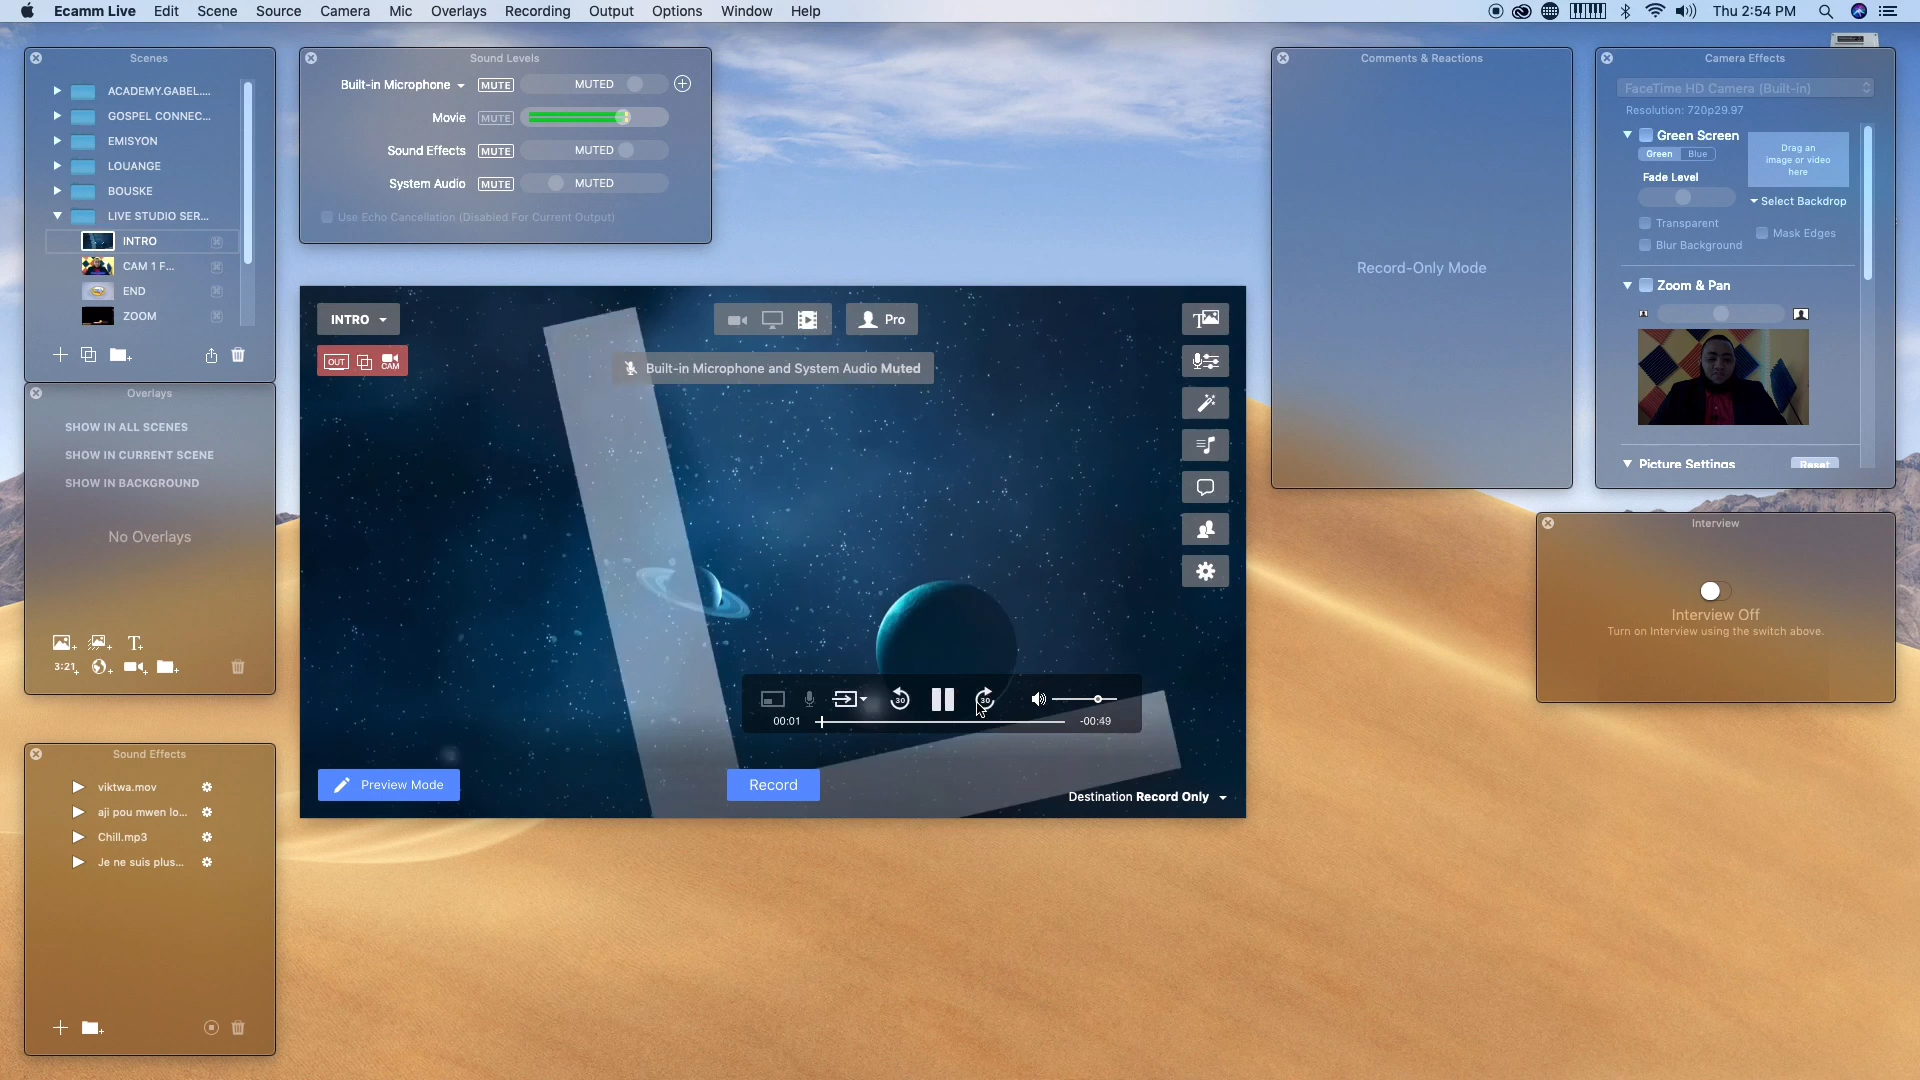 Ecamm Live Edit Scene Source Camera Mic Overlays Recording Output Options Window Help Thu 2:54 PM
Scenes
ACADEMY.GABEL....
GOSPEL CONNEC...
EMISYON
LOUANGE
BOUSKE
LIVE STUDIO SER...
INTRO
CAM 1 F...
END
ZOOM
Overlays
SHOW IN ALL SCENES
SHOW IN CURRENT SCENE
SHOW IN BACKGROUND
No Overlays
3:21
Sound Effects
viktwa.mov
aji pou mwen lo...
Chill.mp3
Je ne suis plus...
Sound Levels
Built-in Microphone MUTE MUTED
Movie MUTE
Sound Effects MUTE MUTED
System Audio MUTE MUTED
Use Echo Cancellation (Disabled For Current Output)
INTRO
Pro
OUT CAM
Built-in Microphone and System Audio Muted
30 30
00:01 -00:49
Preview Mode
Record
Destination Record Only
Comments & Reactions
Record-Only Mode
Camera Effects
FaceTime HD Camera (Built-in)
Resolution: 720p29.97
Green Screen
Green Blue
Drag an
image or video
here
Fade Level
Select Backdrop
Transparent
Mask Edges
Blur Background
Zoom & Pan
Picture Settings Reset
Interview
Interview Off
Turn on Interview using the switch above.